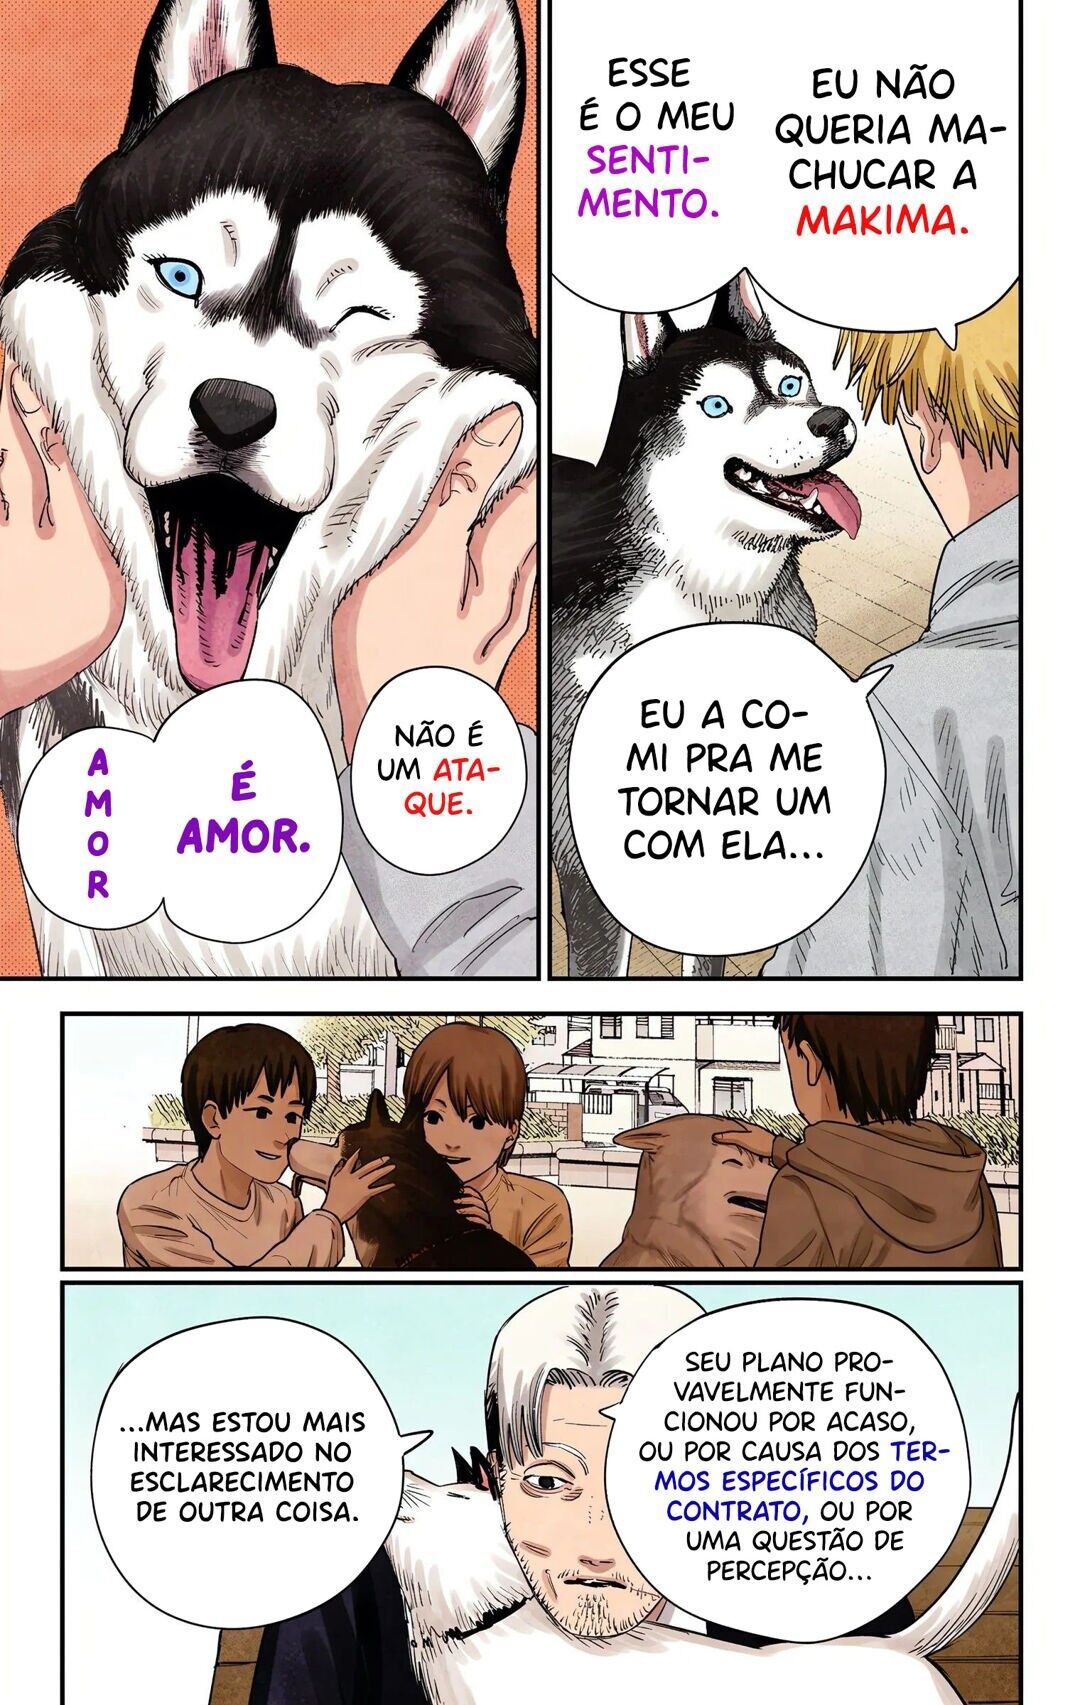 EU NÃO
QUERIA MA-
CHUCAR A
MAKIMA.
ESSE
É O MEU
SENTI-
MENTO.
EU A CO-
MI PRA ME
TORNAR UM
COM ELA...
NÃO É
UM ATA-
QUE.
É
AMOR.
A
M
O
R
SEU PLANO PRO-
VAVELMENTE FUN-
CIONOU POR ACASO,
OU POR CAUSA DOS TER-
MOS ESPECÍFICOS DO
CONTRATO, OU POR
UMA QUESTÃO DE
PERCEPÇÃO...
...MAS ESTOU MAIS
INTERESSADO NO
ESCLARECIMENTO
DE OUTRA COISA.